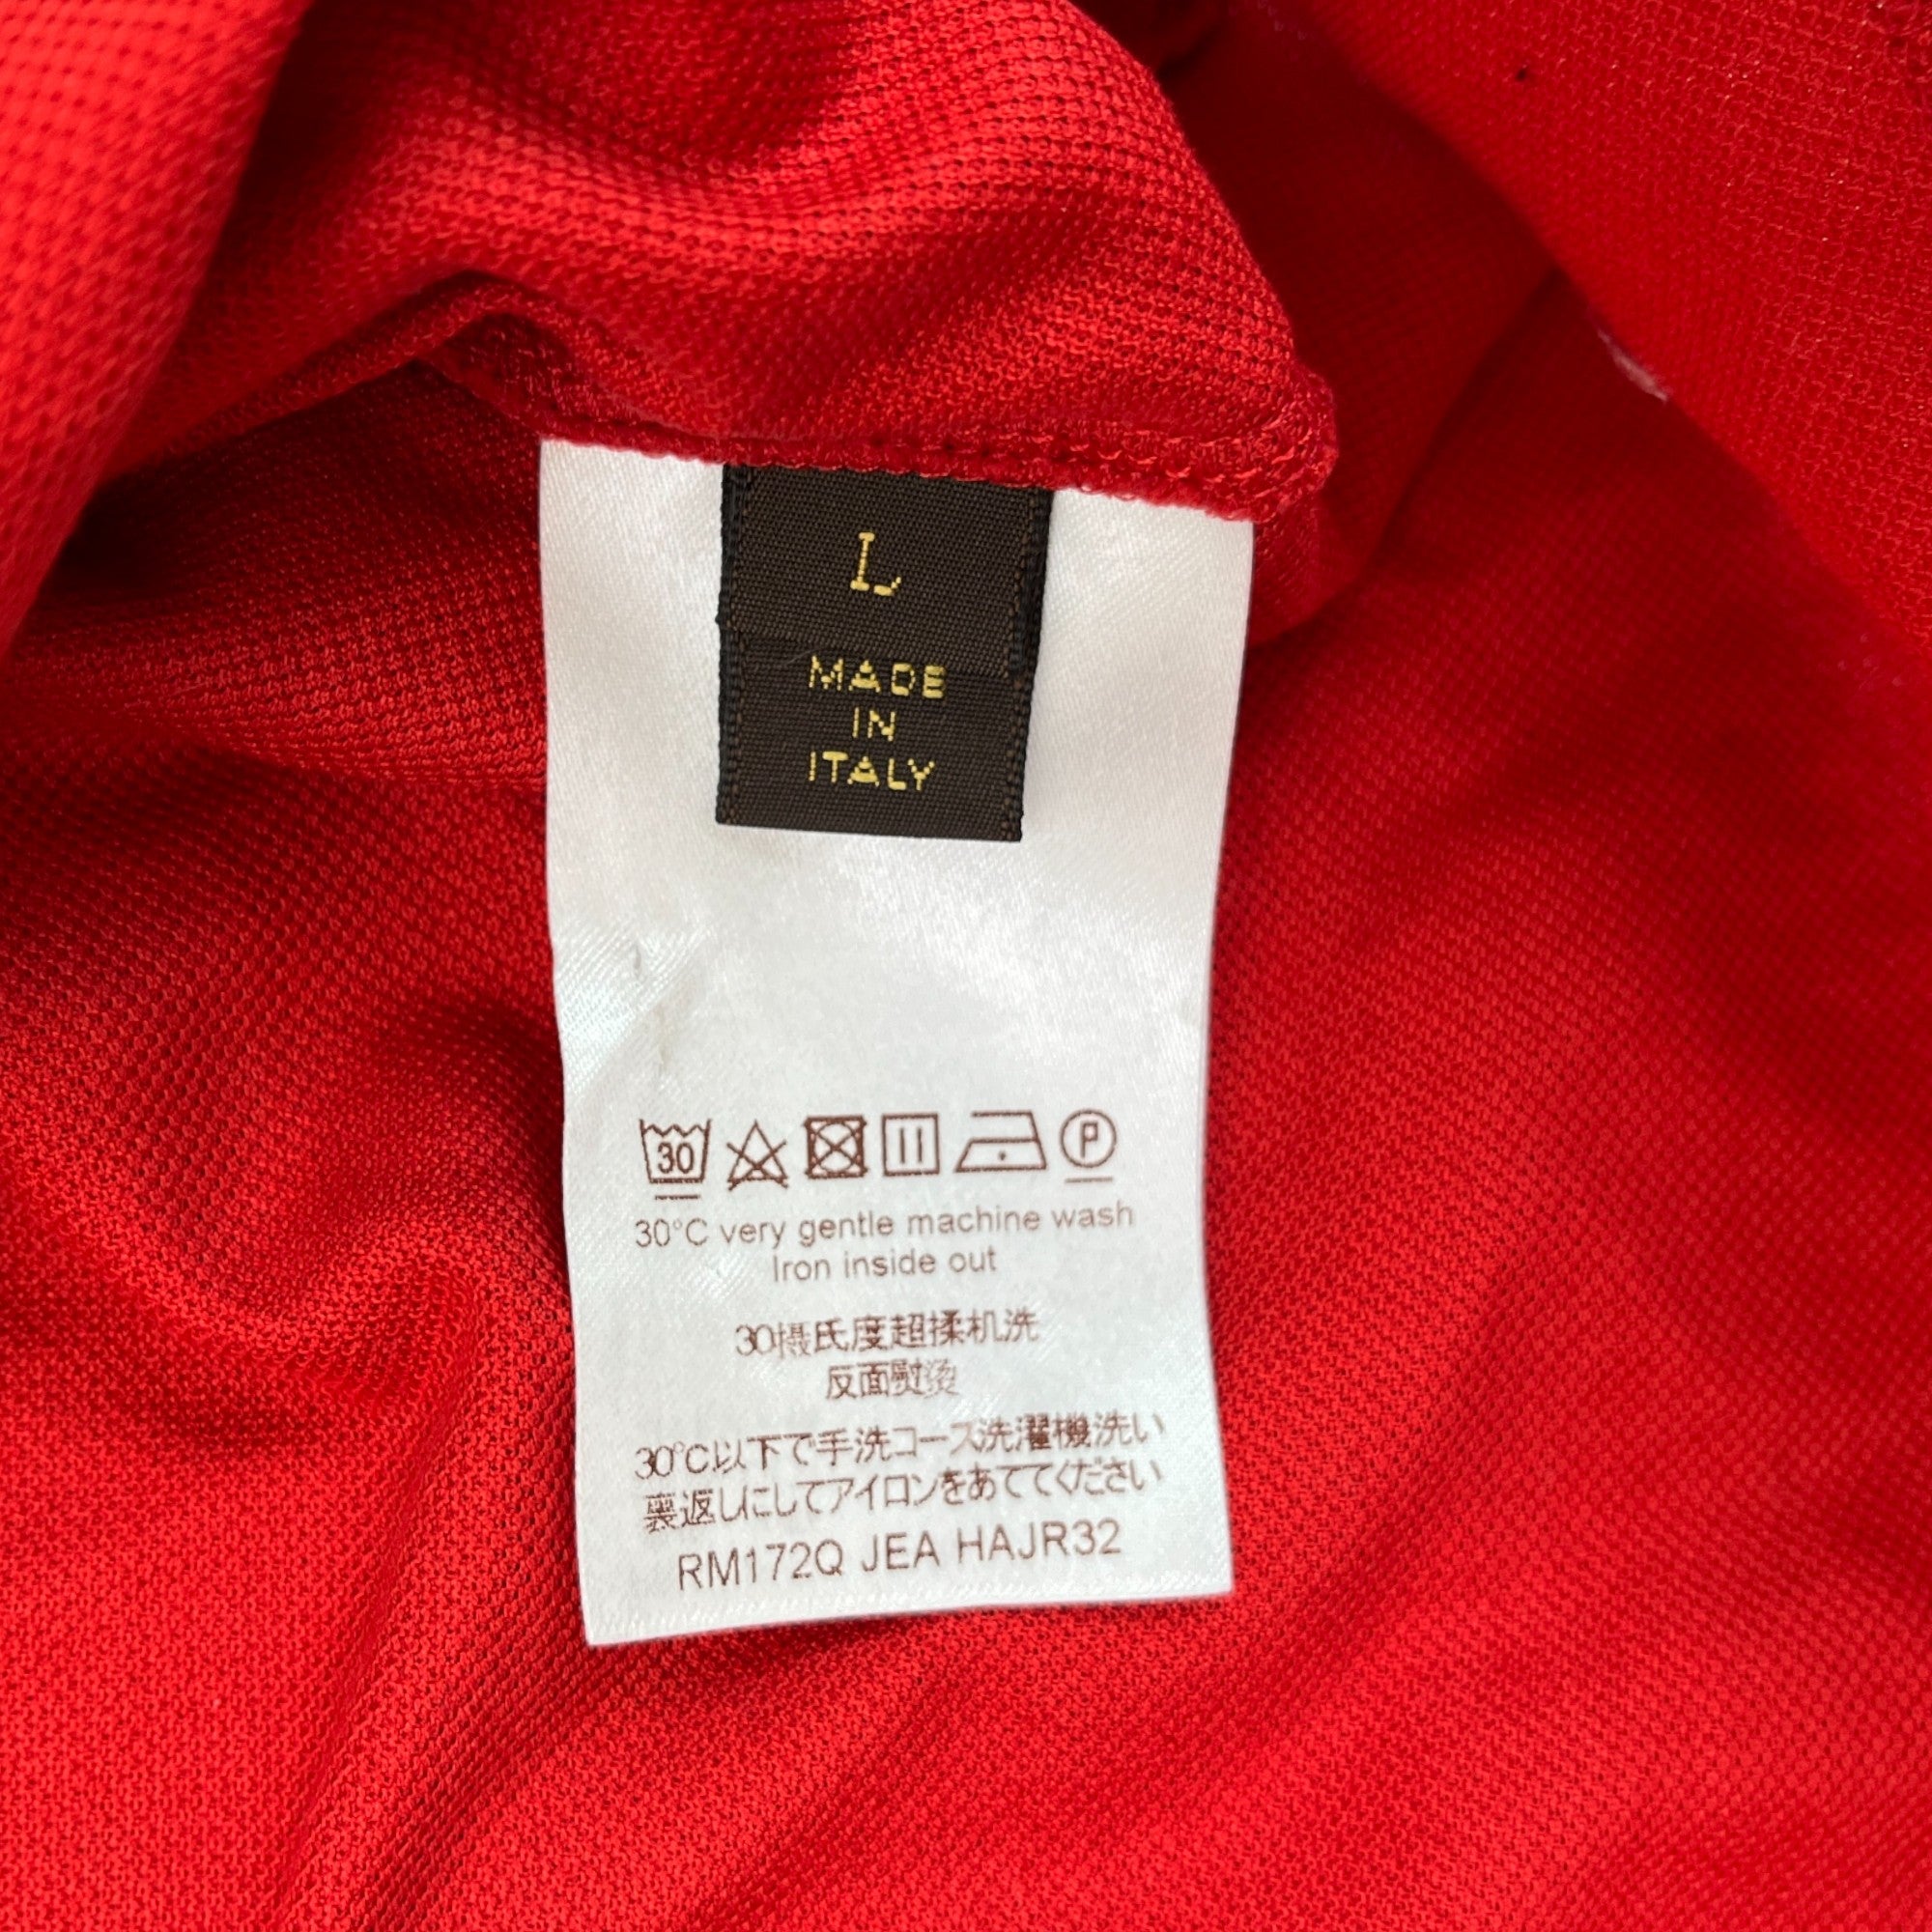 L
MADE
IN
ITALY
30
P
30°C very gentle machine wash
Iron inside out
30摄氏度超揉机洗
反面熨烫
30℃以下で手洗コース洗濯機洗い
裏返しにしてアイロンをあててください
RM172Q JEA HAJR32